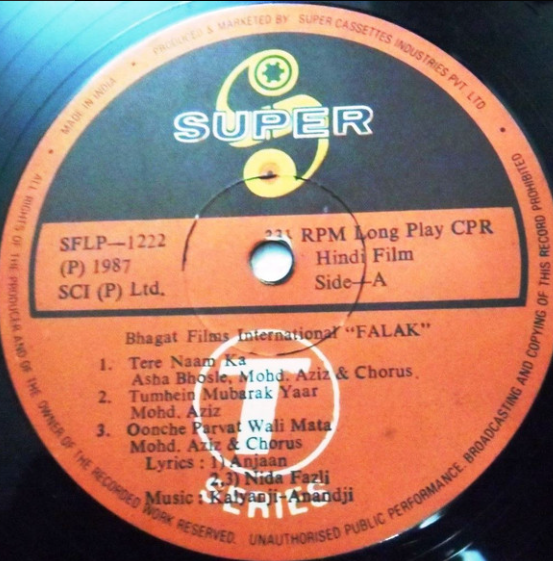 MADE IN INDIA • PRODUCED & MARKETED BY SUPER CASSETTES INDUSTRIES PVT. LTD •
SUPER
SFLP—1222
(P) 1987
SCI (P) Ltd.
33⅓ RPM Long Play CPR
Hindi Film
Side—A
Bhagat Films International "FALAK"
1. Tere Naam Ka
Asha Bhosle, Mohd. Aziz & Chorus.
2. Tumhein Mubarak Yaar
Mohd. Aziz
3. Oonche Parvat Wali Mata
Mohd. Aziz & Chorus
Lyrics : 1) Anjaan
2,3) Nida Fazli
Music : Kalyanji-Anandji
T
SERIES
ALL RIGHTS OF THE PRODUCER AND OF THE OWNER OF THE RECORDED WORK RESERVED. UNAUTHORISED PUBLIC PERFORMANCE. BROADCASTING AND COPYING OF THIS RECORD PROHIBITED